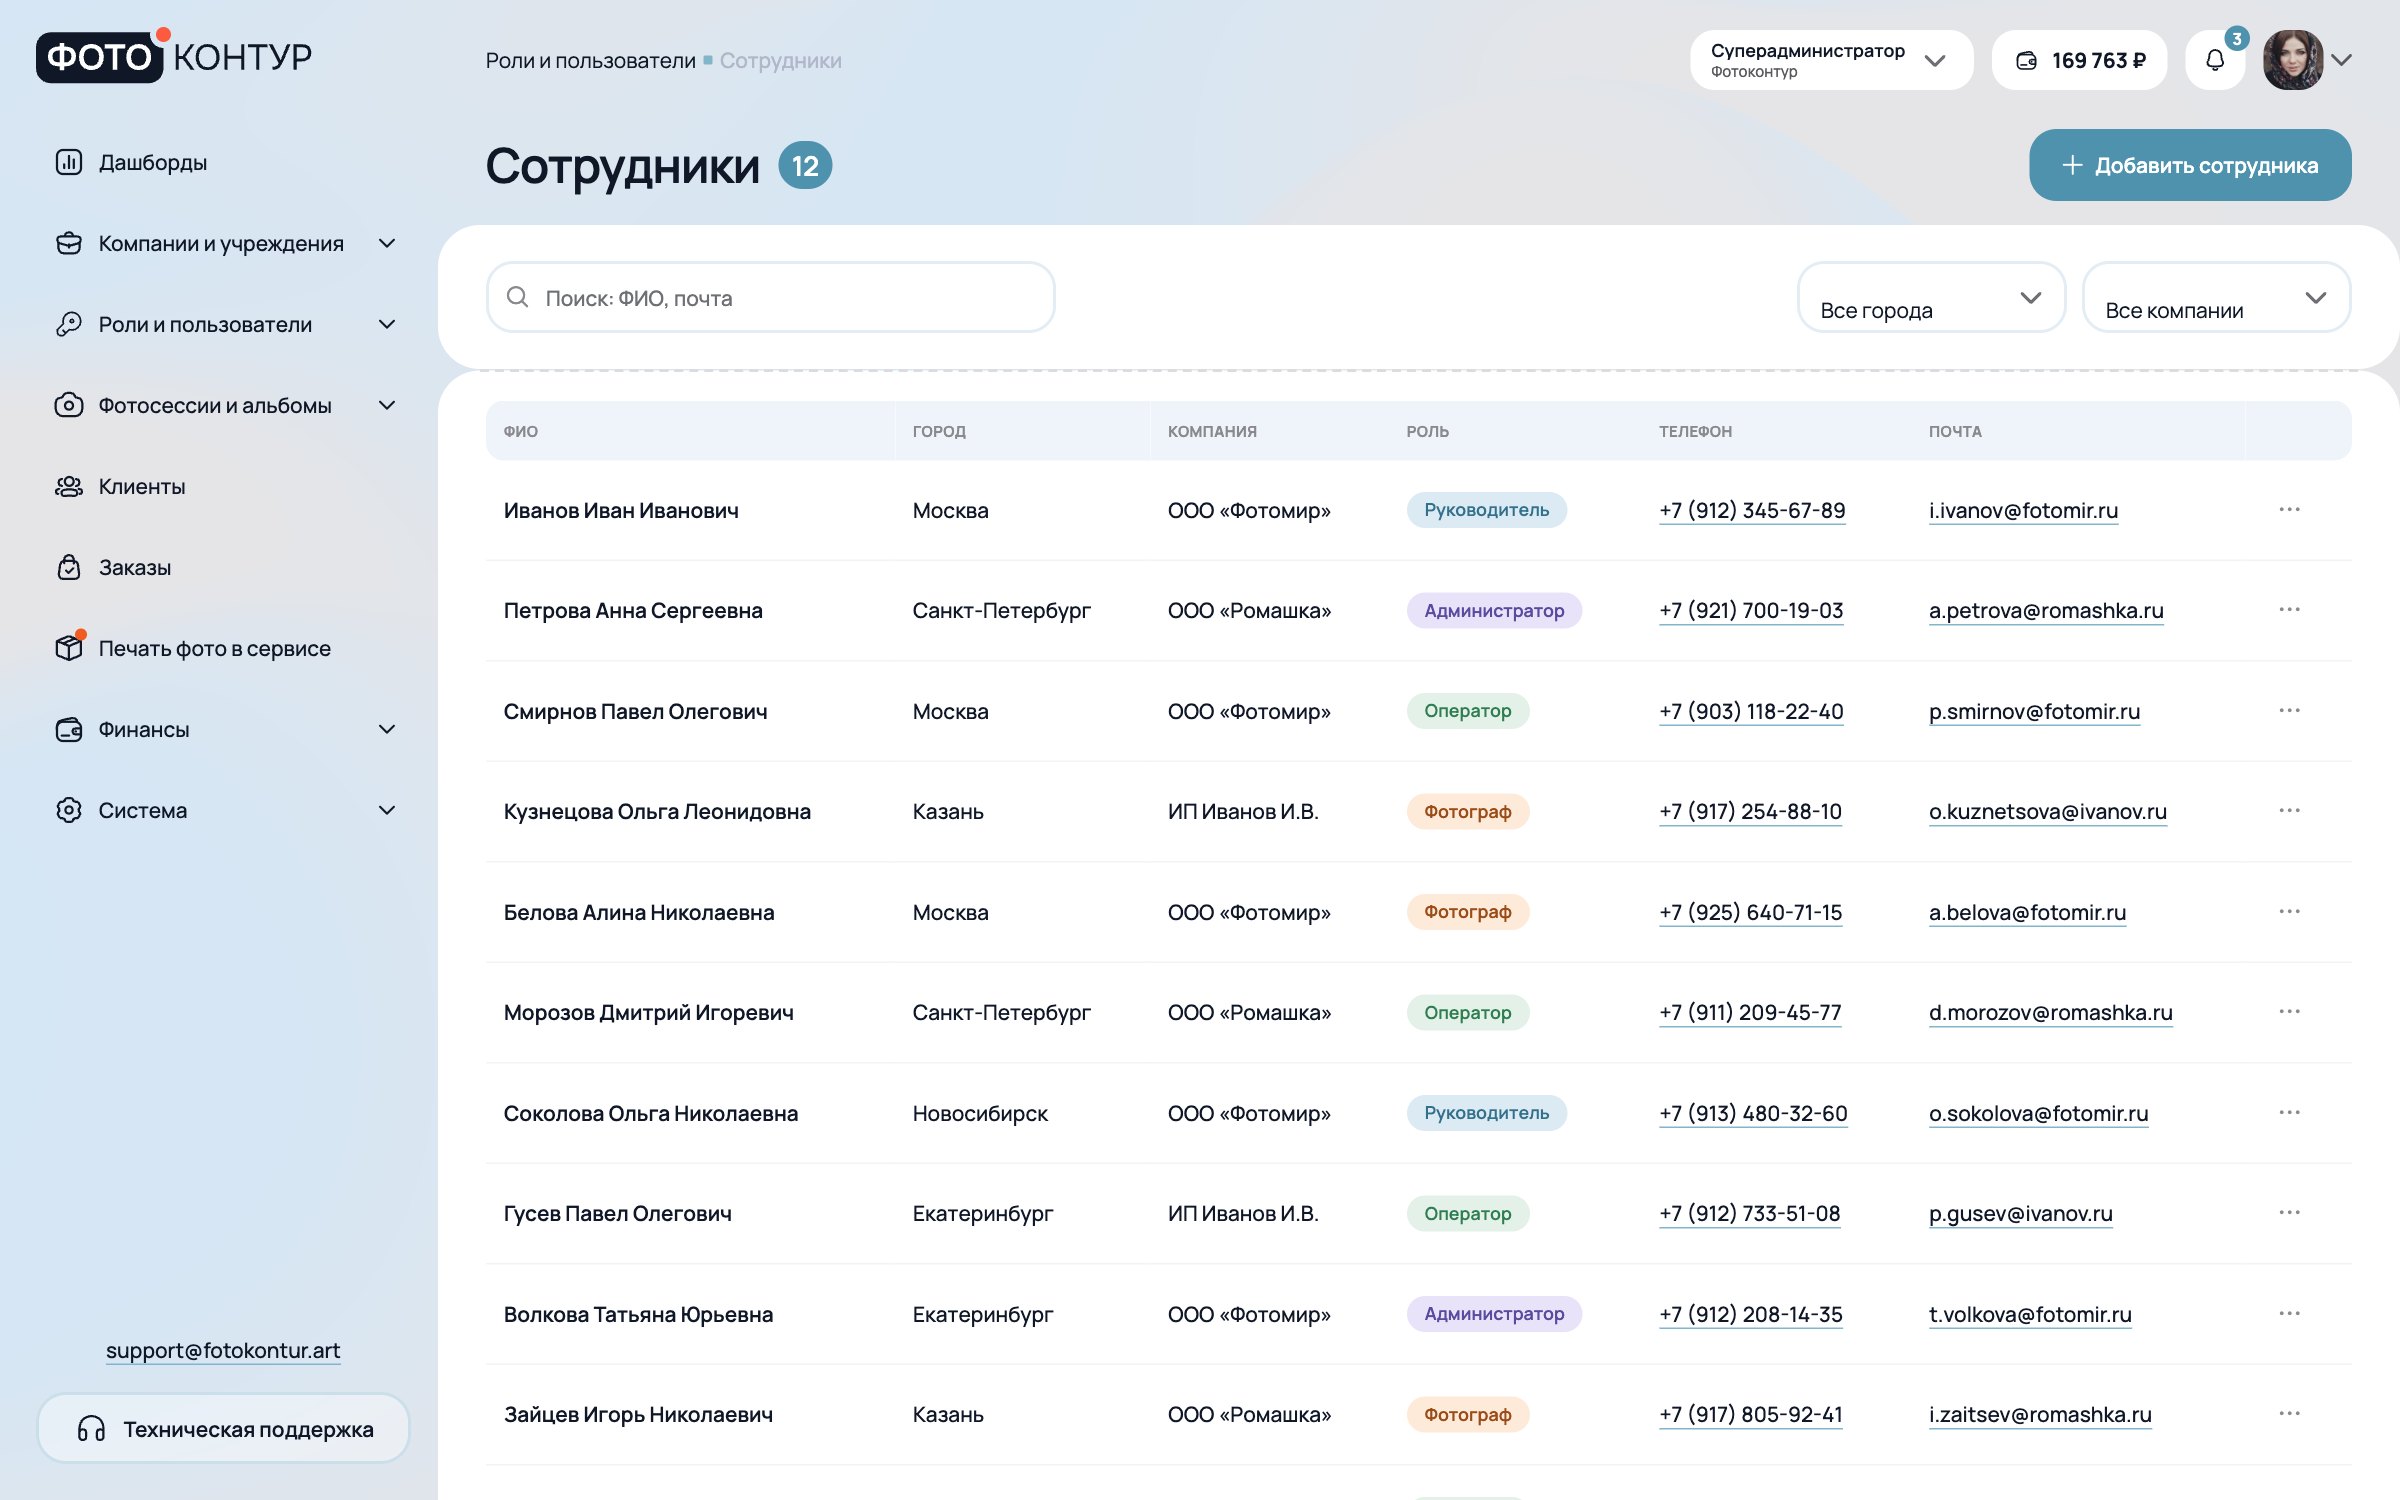 ФОТО КОНТУР
Роли и пользователи Сотрудники
Суперадминистратор
Фотоконтур
169 763 ₽
3
Сотрудники 12
+ Добавить сотрудника
Дашборды
Компании и учреждения
Роли и пользователи
Фотосессии и альбомы
Клиенты
Заказы
Печать фото в сервисе
Финансы
Система
support@fotokontur.art
Техническая поддержка
Поиск: ФИО, почта
Все города
Все компании
ФИО ГОРОД КОМПАНИЯ РОЛЬ ТЕЛЕФОН ПОЧТА
Иванов Иван Иванович Москва ООО «Фотомир» Руководитель +7 (912) 345-67-89 i.ivanov@fotomir.ru ...
Петрова Анна Сергеевна Санкт-Петербург ООО «Ромашка» Администратор +7 (921) 700-19-03 a.petrova@romashka.ru ...
Смирнов Павел Олегович Москва ООО «Фотомир» Оператор +7 (903) 118-22-40 p.smirnov@fotomir.ru ...
Кузнецова Ольга Леонидовна Казань ИП Иванов И.В. Фотограф +7 (917) 254-88-10 o.kuznetsova@ivanov.ru ...
Белова Алина Николаевна Москва ООО «Фотомир» Фотограф +7 (925) 640-71-15 a.belova@fotomir.ru ...
Морозов Дмитрий Игоревич Санкт-Петербург ООО «Ромашка» Оператор +7 (911) 209-45-77 d.morozov@romashka.ru ...
Соколова Ольга Николаевна Новосибирск ООО «Фотомир» Руководитель +7 (913) 480-32-60 o.sokolova@fotomir.ru ...
Гусев Павел Олегович Екатеринбург ИП Иванов И.В. Оператор +7 (912) 733-51-08 p.gusev@ivanov.ru ...
Волкова Татьяна Юрьевна Екатеринбург ООО «Фотомир» Администратор +7 (912) 208-14-35 t.volkova@fotomir.ru ...
Зайцев Игорь Николаевич Казань ООО «Ромашка» Фотограф +7 (917) 805-92-41 i.zaitsev@romashka.ru ...